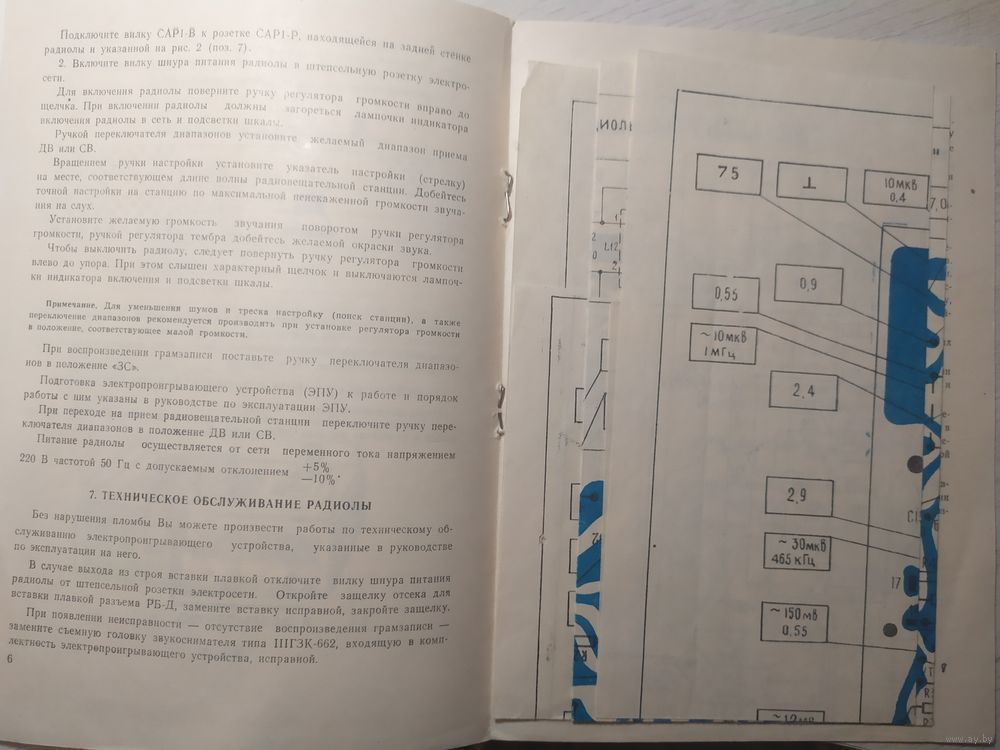 Подключите вилку САР1-В к розетке САР1-Р, находящейся на задней стенке
радиолы и указанной на рис. 2 (поз. 7).
2. Включите вилку шнура питания радиолы в штепсельную розетку электро-
сети.
Для включения радиолы поверните ручку регулятора громкости вправо до
щелчка. При включении радиолы должны загореться лампочки индикатора
включения радиолы в сеть и подсветки шкалы.
Ручкой переключателя диапазонов установите желаемый диапазон приема
ДВ или СВ.
Вращением ручки настройки установите указатель настройки (стрелку)
на месте, соответствующем длине волны радиовещательной станции. Добейтесь
точной настройки на станцию по максимальной неискаженной громкости звуча-
ния на слух.
Установите желаемую громкость звучания поворотом ручки регулятора
громкости, ручкой регулятора тембра добейтесь желаемой окраски звука.
Чтобы выключить радиолу, следует повернуть ручку регулятора громкости
влево до упора. При этом слышен характерный щелчок и выключаются лампоч-
ки индикатора включения и подсветки шкалы.
Примечание. Для уменьшения шумов и треска настройку (поиск станции), а также
переключение диапазонов рекомендуется производить при установке регулятора громкости
в положение, соответствующее малой громкости.
При воспроизведении грамзаписи поставьте ручку переключателя диапазо-
нов в положение «ЗС».
Подготовка электропроигрывающего устройства (ЭПУ) к работе и порядок
работы с ним указаны в руководстве по эксплуатации ЭПУ.
При переходе на прием радиовещательной станции переключите ручку пере-
ключателя диапазонов в положение ДВ или СВ.
Питание радиолы осуществляется от сети переменного тока напряжением
220 В частотой 50 Гц с допускаемым отклонением +5%
—10%.
7. ТЕХНИЧЕСКОЕ ОБСЛУЖИВАНИЕ РАДИОЛЫ
Без нарушения пломбы Вы можете произвести работы по техническому об-
служиванию электропроигрывающего устройства, указанные в руководстве
по эксплуатации на него.
В случае выхода из строя вставки плавкой отключите вилку шнура питания
радиолы от штепсельной розетки электросети. Откройте защелку отсека для
вставки плавкой разъема РБ-Д, замените вставку исправной, закройте защелку.
При появлении неисправности — отсутствие воспроизведения грамзаписи —
замените съемную головку звукоснимателя типа ШГЗК-662, входящую в комп-
лектность электропроигрывающего устройства, исправной.
6
75
⊥
10мкв
0.4
7,0
0,55
0,9
~10мкв
1мГц
2.4
2.9
~30мкв
465кГц
~150мв
0.55
L12
17
www.ay.by